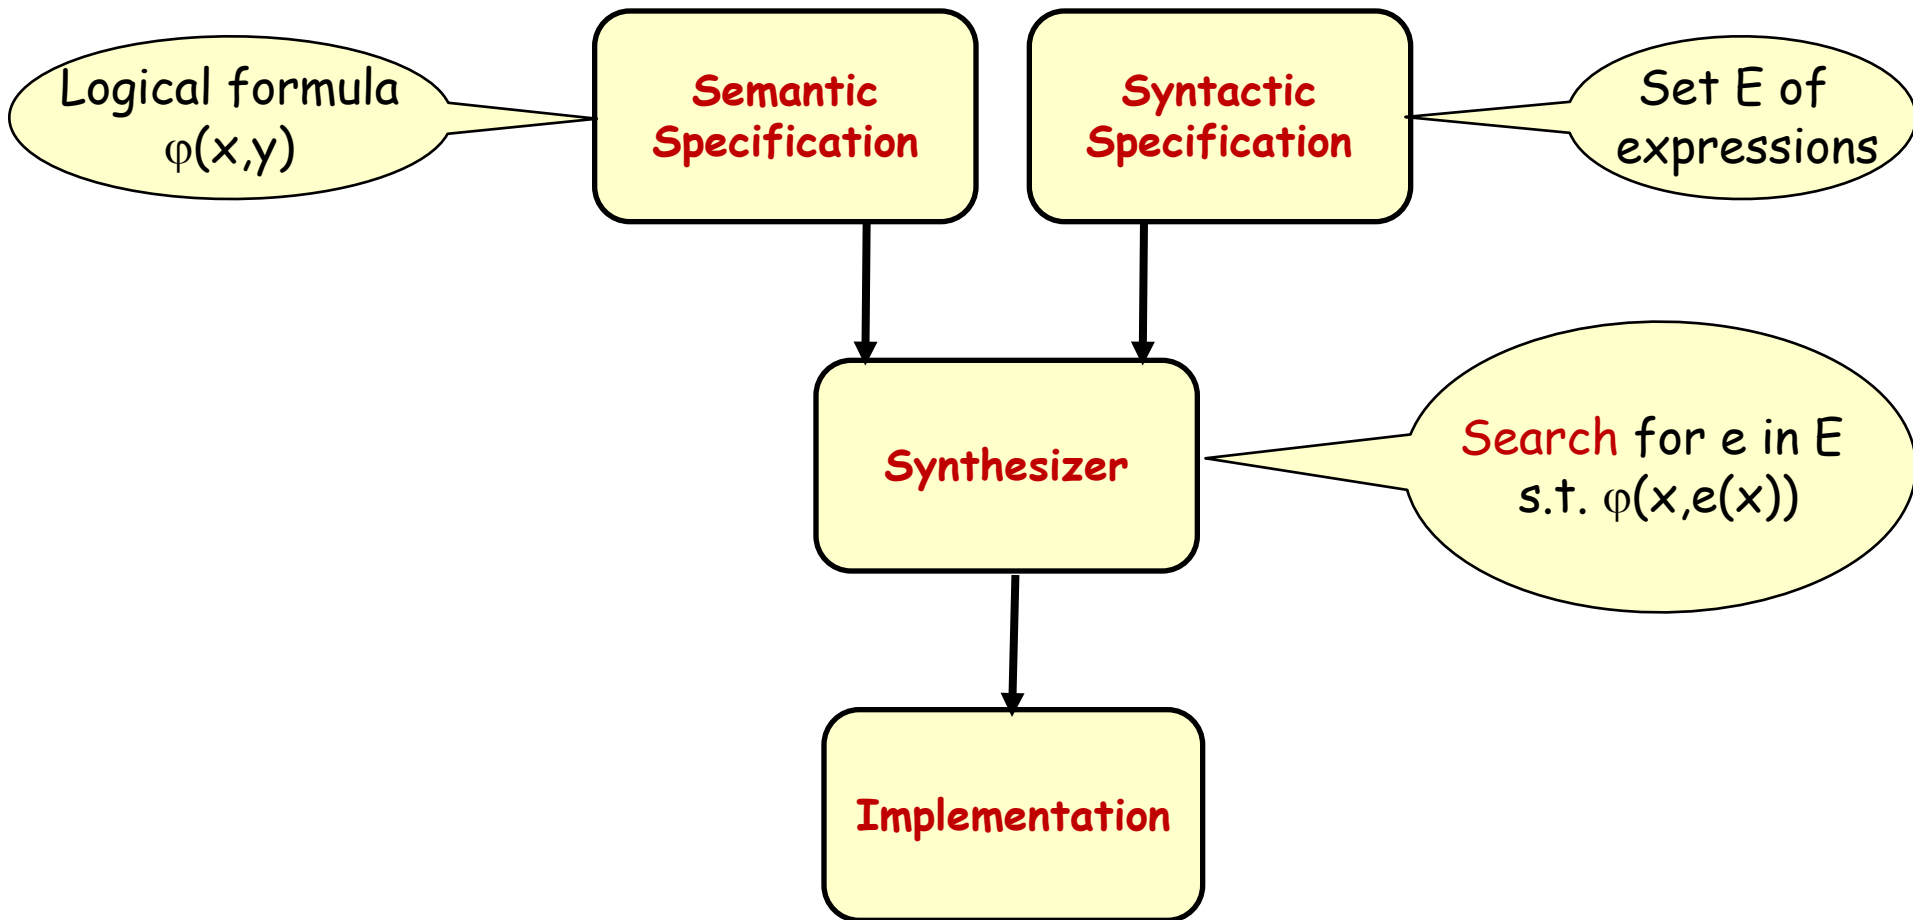 Logical formula
φ(x,y)
Semantic
Specification
Syntactic
Specification
Set E of
expressions
Synthesizer
Search for e in E
s.t. φ(x,e(x))
Implementation